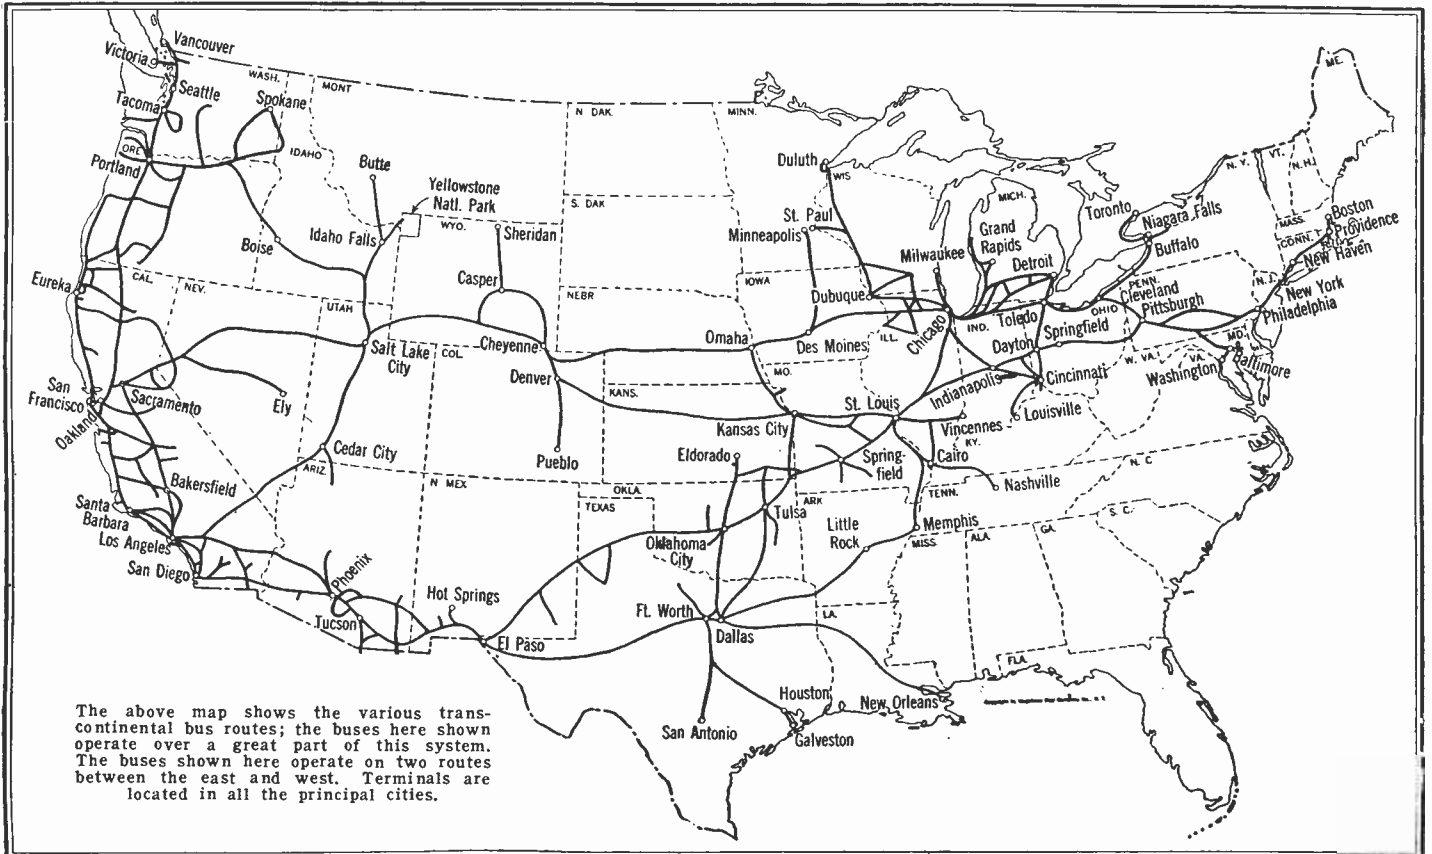 Vancouver
Victoria
WASH.
MONT
Seattle
Tacoma
Spokane
ORE
IDAHO
Portland
Butte
Yellowstone
Natl. Park
WYO.
Idaho Falls
Sheridan
Boise
Casper
Eureka
CAL.
NEV.
UTAH
N DAK.
MINN.
S. DAK
NEBR
Duluth
WIS
St. Paul
Minneapolis
IOWA
Dubuque
Milwaukee
MICH.
Grand
Rapids
Detroit
Toronto
Niagara Falls
Buffalo
N. Y.
VT.
N. H.
ME.
MASS.
CONN.
R.I.
Boston
Providence
New Haven
New York
N. J.
Philadelphia
PENN.
Cleveland
Pittsburgh
OHIO
Toledo
IND.
Springfield
Dayton
ILL.
Chicago
Des Moines
Omaha
MO.
Cheyenne
Salt Lake
City
COL.
Denver
KANS.
San
Francisco
Oakland
Sacramento
Ely
Indianapolis
Cincinnati
W. VA.
VA.
MD.
Washington
Baltimore
St. Louis
Kansas City
Vincennes
Louisville
KY.
Cedar City
ARIZ.
Pueblo
Eldorado
Spring-
field
Cairo
Nashville
N. C
TENN.
Bakersfield
N MEX
OKLA.
TEXAS
ARK
Tulsa
Santa
Barbara
Los Angeles
San Diego
Little
Rock
Memphis
MISS
ALA.
GA.
S. C.
Oklahoma
City
Phoenix
Hot Springs
Tucson
El Paso
Ft. Worth
Dallas
LA.
FLA.
Houston
New Orleans
San Antonio
Galveston
The above map shows the various trans-
continental bus routes; the buses here shown
operate over a great part of this system.
The buses shown here operate on two routes
between the east and west. Terminals are
located in all the principal cities.